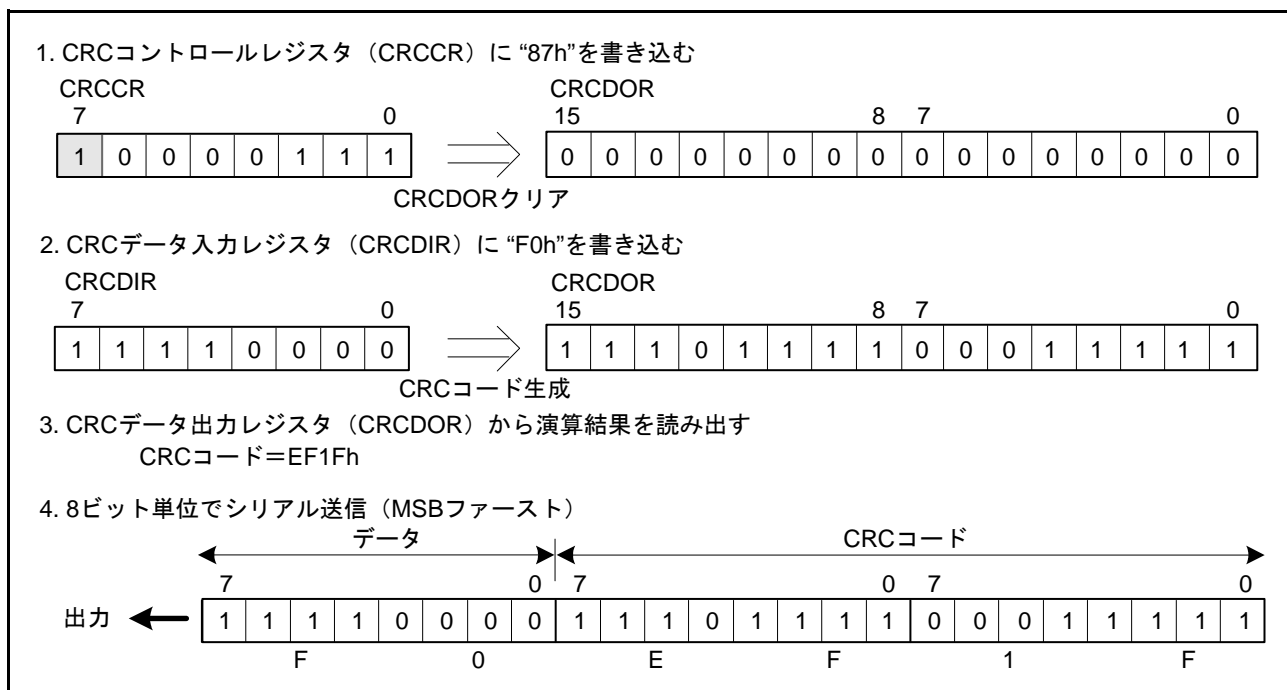 1. CRCコントロールレジスタ（CRCCR）に “87h”を書き込む
CRCCR CRCDOR
7 0 15 8 7 0
1 0 0 0 0 1 1 1 0 0 0 0 0 0 0 0 0 0 0 0 0 0 0 0
CRCDORクリア
2. CRCデータ入力レジスタ（CRCDIR）に “F0h”を書き込む
CRCDIR CRCDOR
7 0 15 8 7 0
1 1 1 1 0 0 0 0 1 1 1 0 1 1 1 1 0 0 0 1 1 1 1 1
CRCコード生成
3. CRCデータ出力レジスタ（CRCDOR）から演算結果を読み出す
CRCコード＝EF1Fh
4. 8ビット単位でシリアル送信（MSBファースト）
データ CRCコード
7 0 7 0 7 0
出力 1 1 1 1 0 0 0 0 1 1 1 0 1 1 1 1 0 0 0 1 1 1 1 1
F 0 E F 1 F